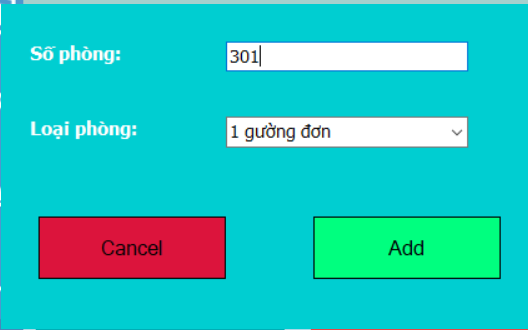 Số phòng:
301
Loại phòng:
1 gường đơn
Cancel
Add